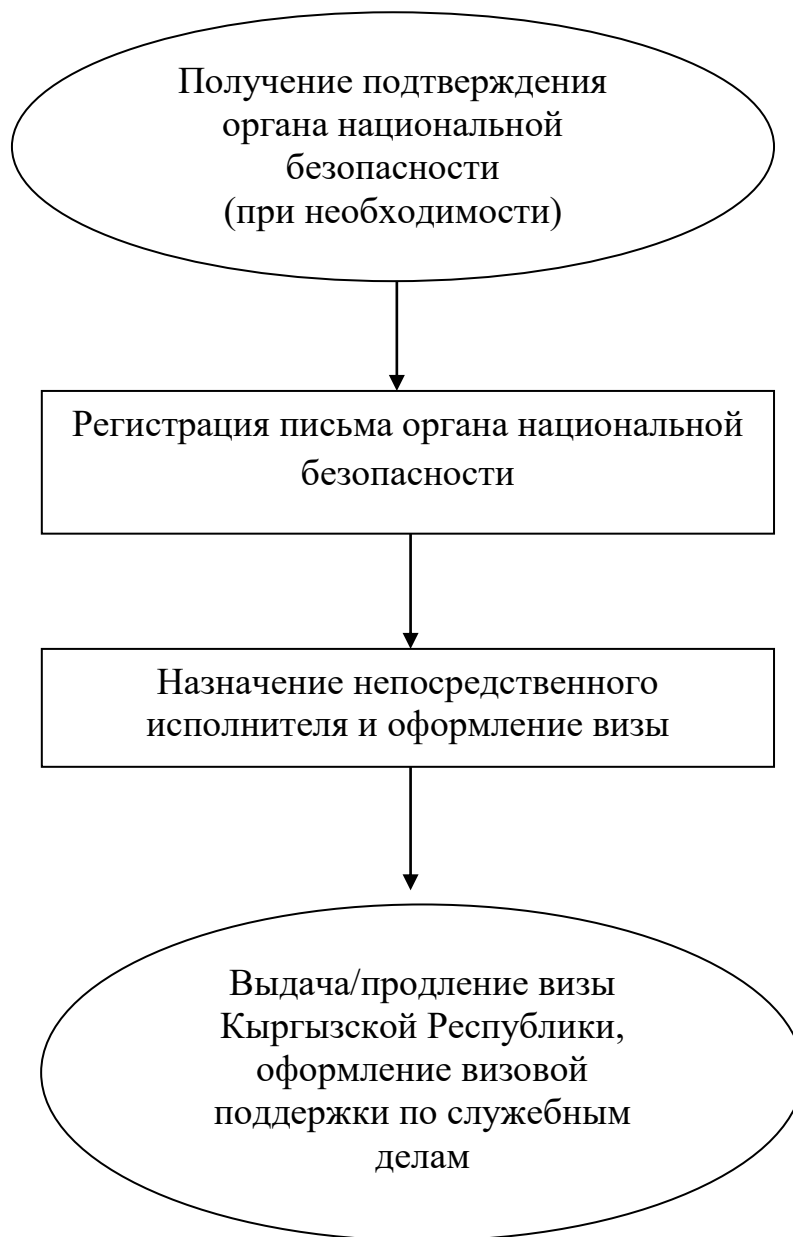 Получение подтверждения
органа национальной
безопасности
(при необходимости)
Регистрация письма органа национальной
безопасности
Назначение непосредственного
исполнителя и оформление визы
Выдача/продление визы
Кыргызской Республики,
оформление визовой
поддержки по служебным
делам